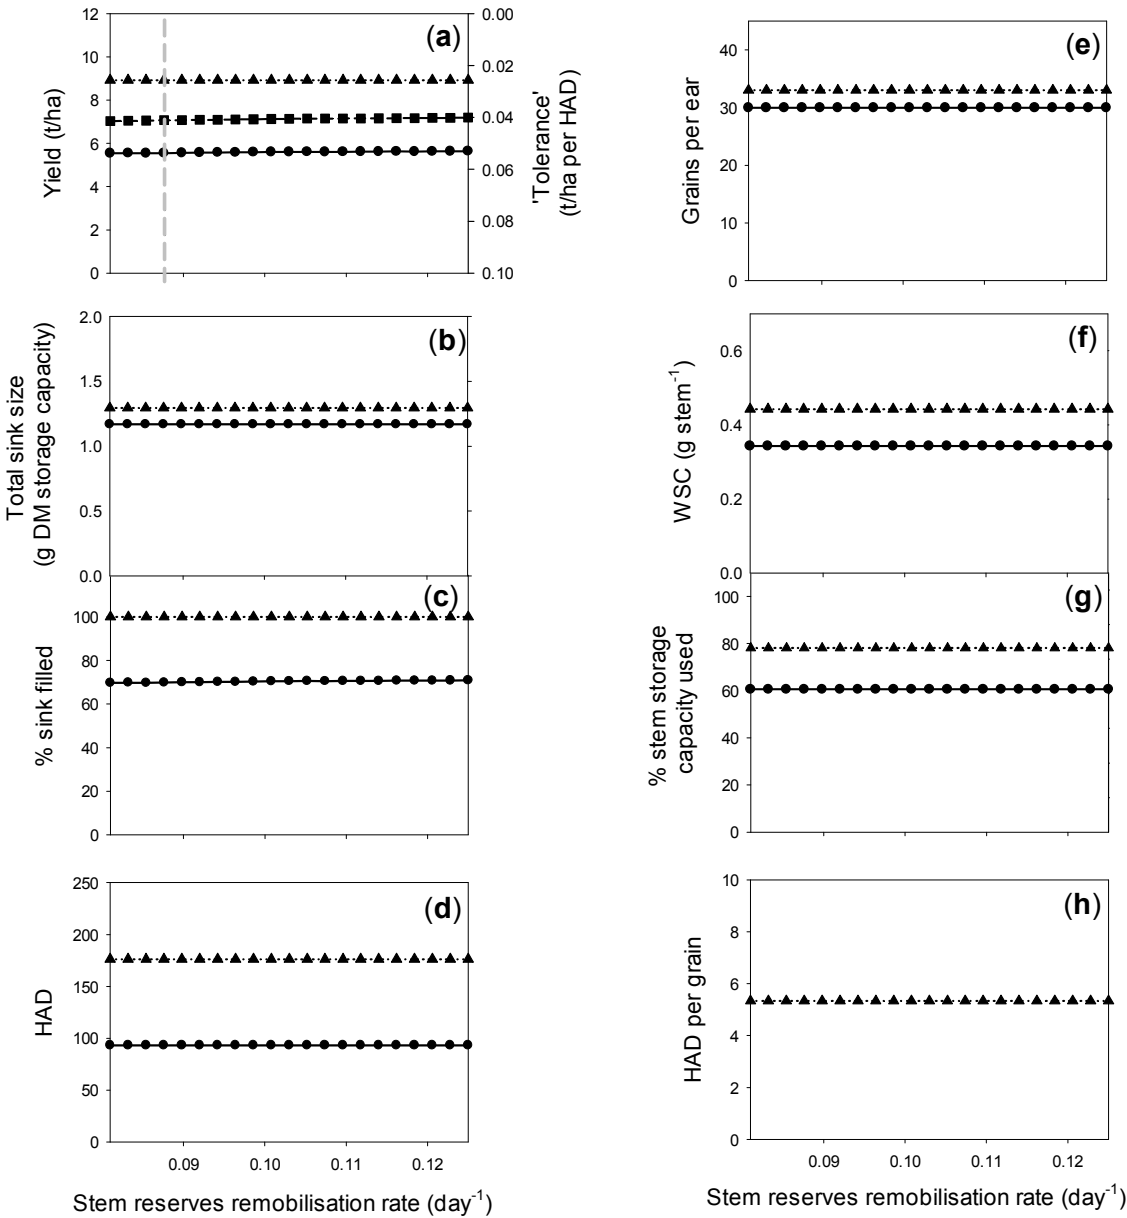 (a)
Yield (t/ha)
12
10
8
6
4
2
0
0.00
0.02
0.04
0.06
0.08
0.10
'Tolerance'
(t/ha per HAD)
(b)
Total sink size
(g DM storage capacity)
2.0
1.5
1.0
0.5
0.0
(c)
% sink filled
100
80
60
40
20
0
(d)
HAD
250
200
150
100
50
0
0.09 0.10 0.11 0.12
Stem reserves remobilisation rate (day-1)
(e)
Grains per ear
40
30
20
10
0
(f)
WSC (g stem-1)
0.6
0.4
0.2
0.0
(g)
% stem storage
capacity used
100
80
60
40
20
0
(h)
HAD per grain
10
8
6
4
2
0
0.09 0.10 0.11 0.12
Stem reserves remobilisation rate (day-1)